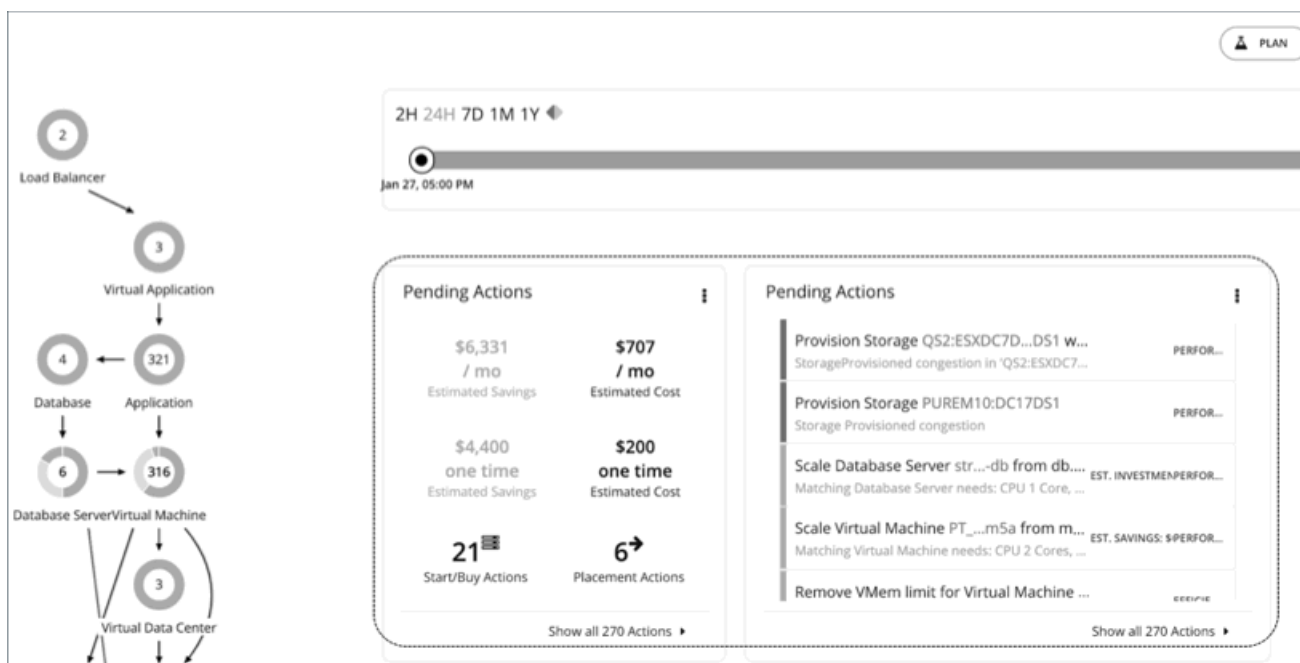 PLAN
2H 24H 7D 1M 1Y
Jan 27, 05:00 PM
2
Load Balancer
3
Virtual Application
4
321
Database
Application
6
316
Database Server
Virtual Machine
3
Virtual Data Center
Pending Actions
$6,331
/ mo
Estimated Savings
$707
/ mo
Estimated Cost
$4,400
one time
Estimated Savings
$200
one time
Estimated Cost
21
Start/Buy Actions
6
Placement Actions
Show all 270 Actions
Pending Actions
Provision Storage QS2:ESXDC7D...DS1 w...
StorageProvisioned congestion in 'QS2:ESXDC7...
PERFOR...
Provision Storage PUREM10:DC17DS1
Storage Provisioned congestion
PERFOR...
Scale Database Server str...-db from db....
Matching Database Server needs: CPU 1 Core, ...
EST. INVESTMEN PERFOR...
Scale Virtual Machine PT_...m5a from m...
Matching Virtual Machine needs: CPU 2 Cores, ...
EST. SAVINGS: $ PERFOR...
Remove VMem limit for Virtual Machine ...
Show all 270 Actions